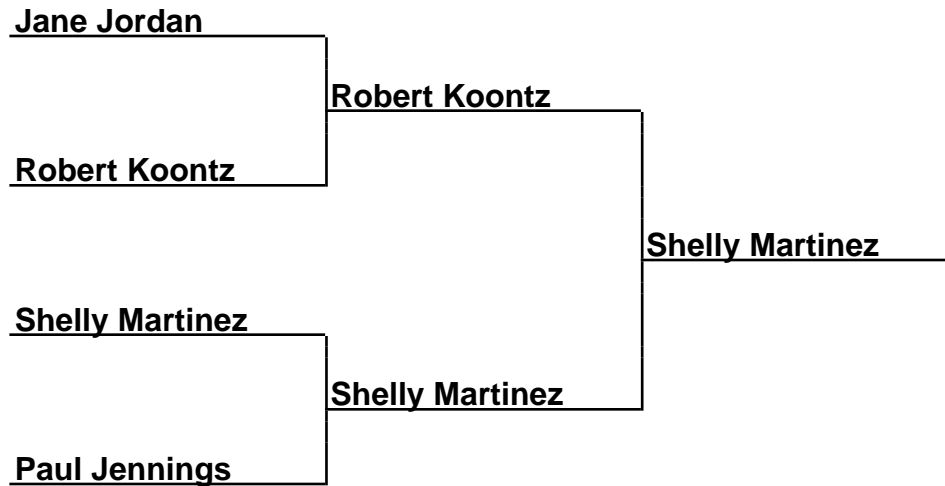 Jane Jordan
Robert Koontz
Robert Koontz
Shelly Martinez
Shelly Martinez
Shelly Martinez
Paul Jennings